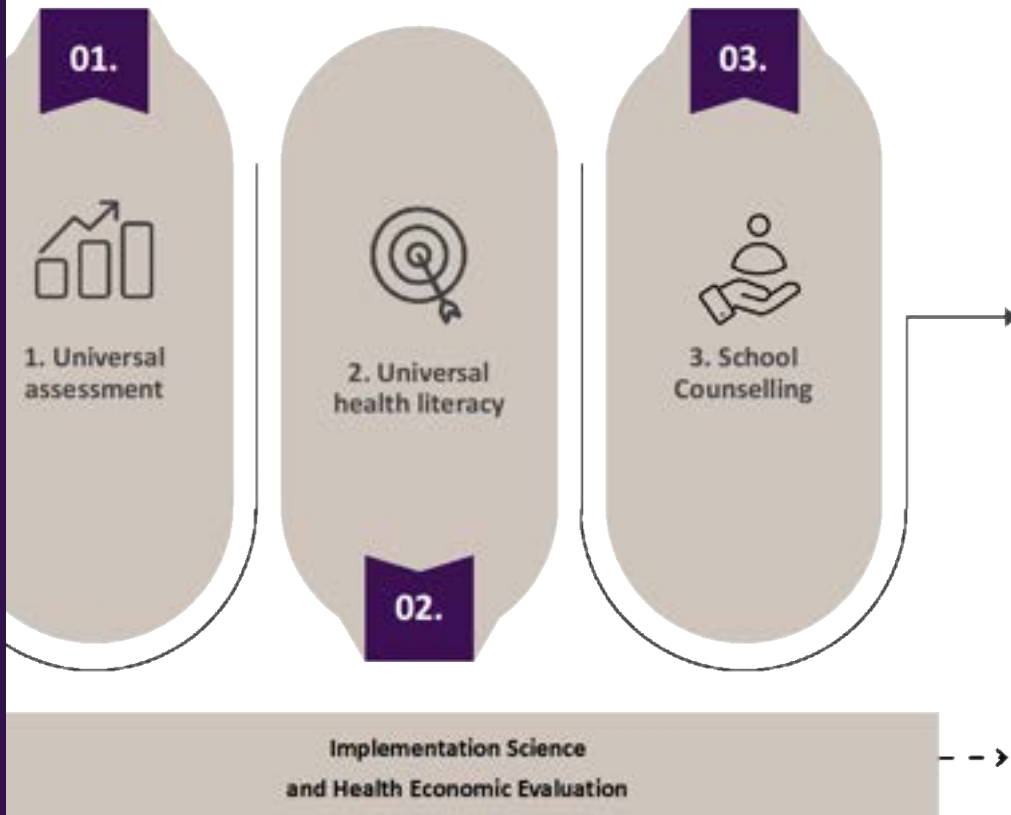 01.
1. Universal
assessment
2. Universal
health literacy
02.
03.
3. School
Counselling
Implementation Science
and Health Economic Evaluation